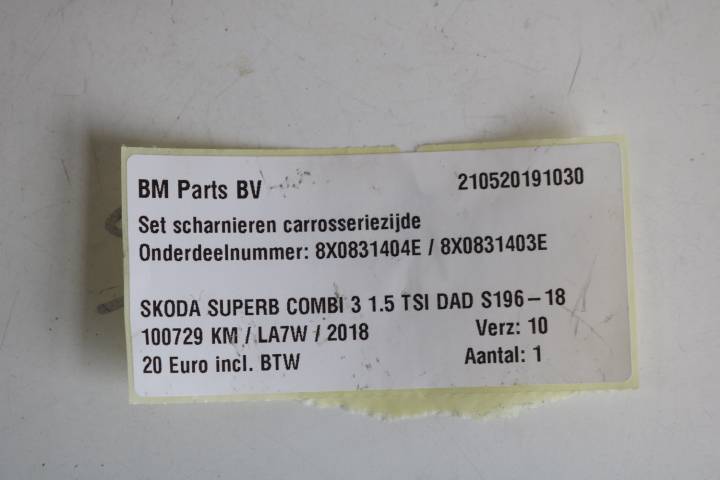 BM Parts BV 210520191030
Set scharnieren carrosseriezijde
Onderdeelnummer: 8X0831404E / 8X0831403E
SKODA SUPERB COMBI 3 1.5 TSI DAD S196-18
100729 KM / LA7W / 2018 Verz: 10
20 Euro incl. BTW Aantal: 1